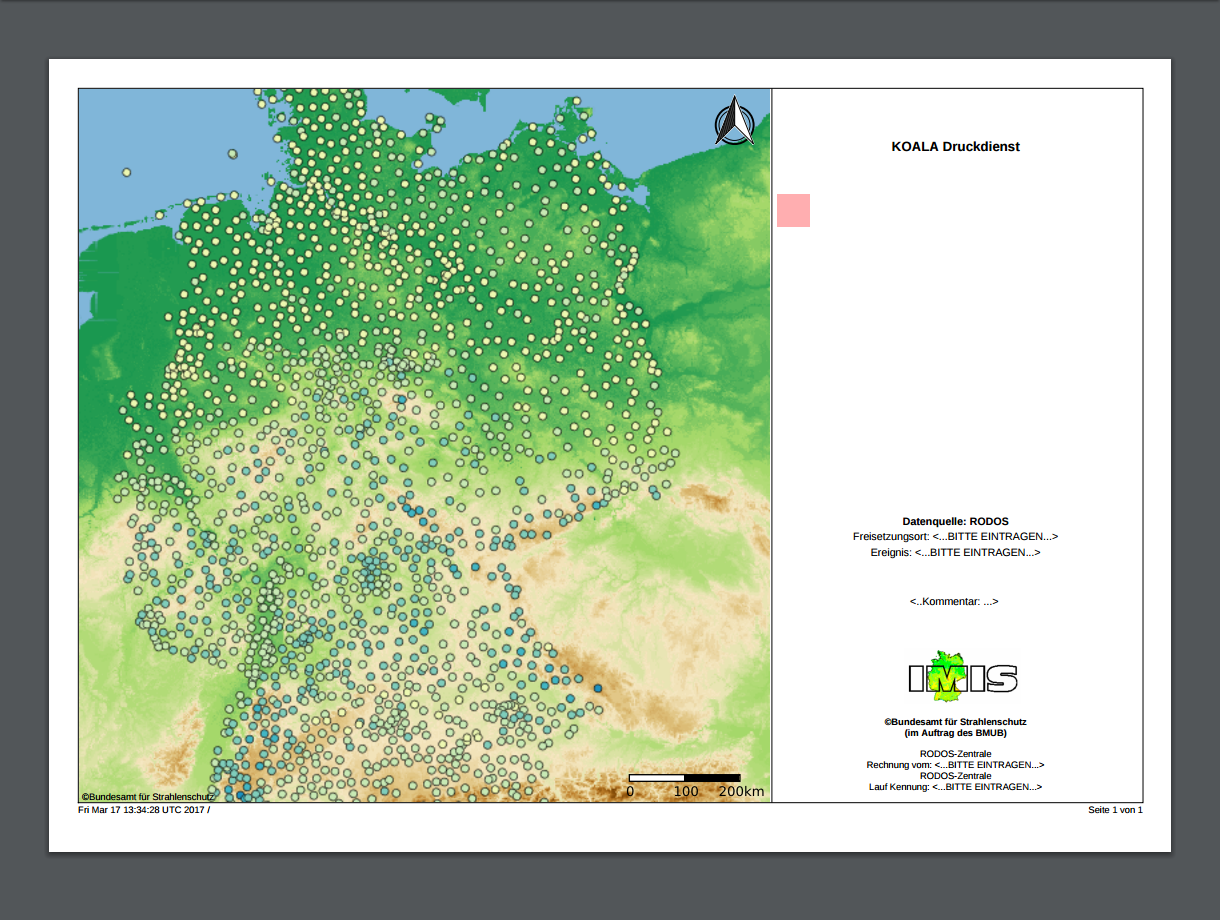 KOALA Druckdienst
Datenquelle: RODOS
Freisetzungsort: <...BITTE EINTRAGEN...>
Ereignis: <...BITTE EINTRAGEN...>
<..Kommentar: ...>
IMIS
©Bundesamt für Strahlenschutz
(im Auftrag des BMUB)
RODOS-Zentrale
Rechnung vom: <...BITTE EINTRAGEN...>
RODOS-Zentrale
Lauf Kennung: <...BITTE EINTRAGEN...>
0 100 200km
©Bundesamt für Strahlenschutz
Fri Mar 17 13:34:28 UTC 2017 /
Seite 1 von 1